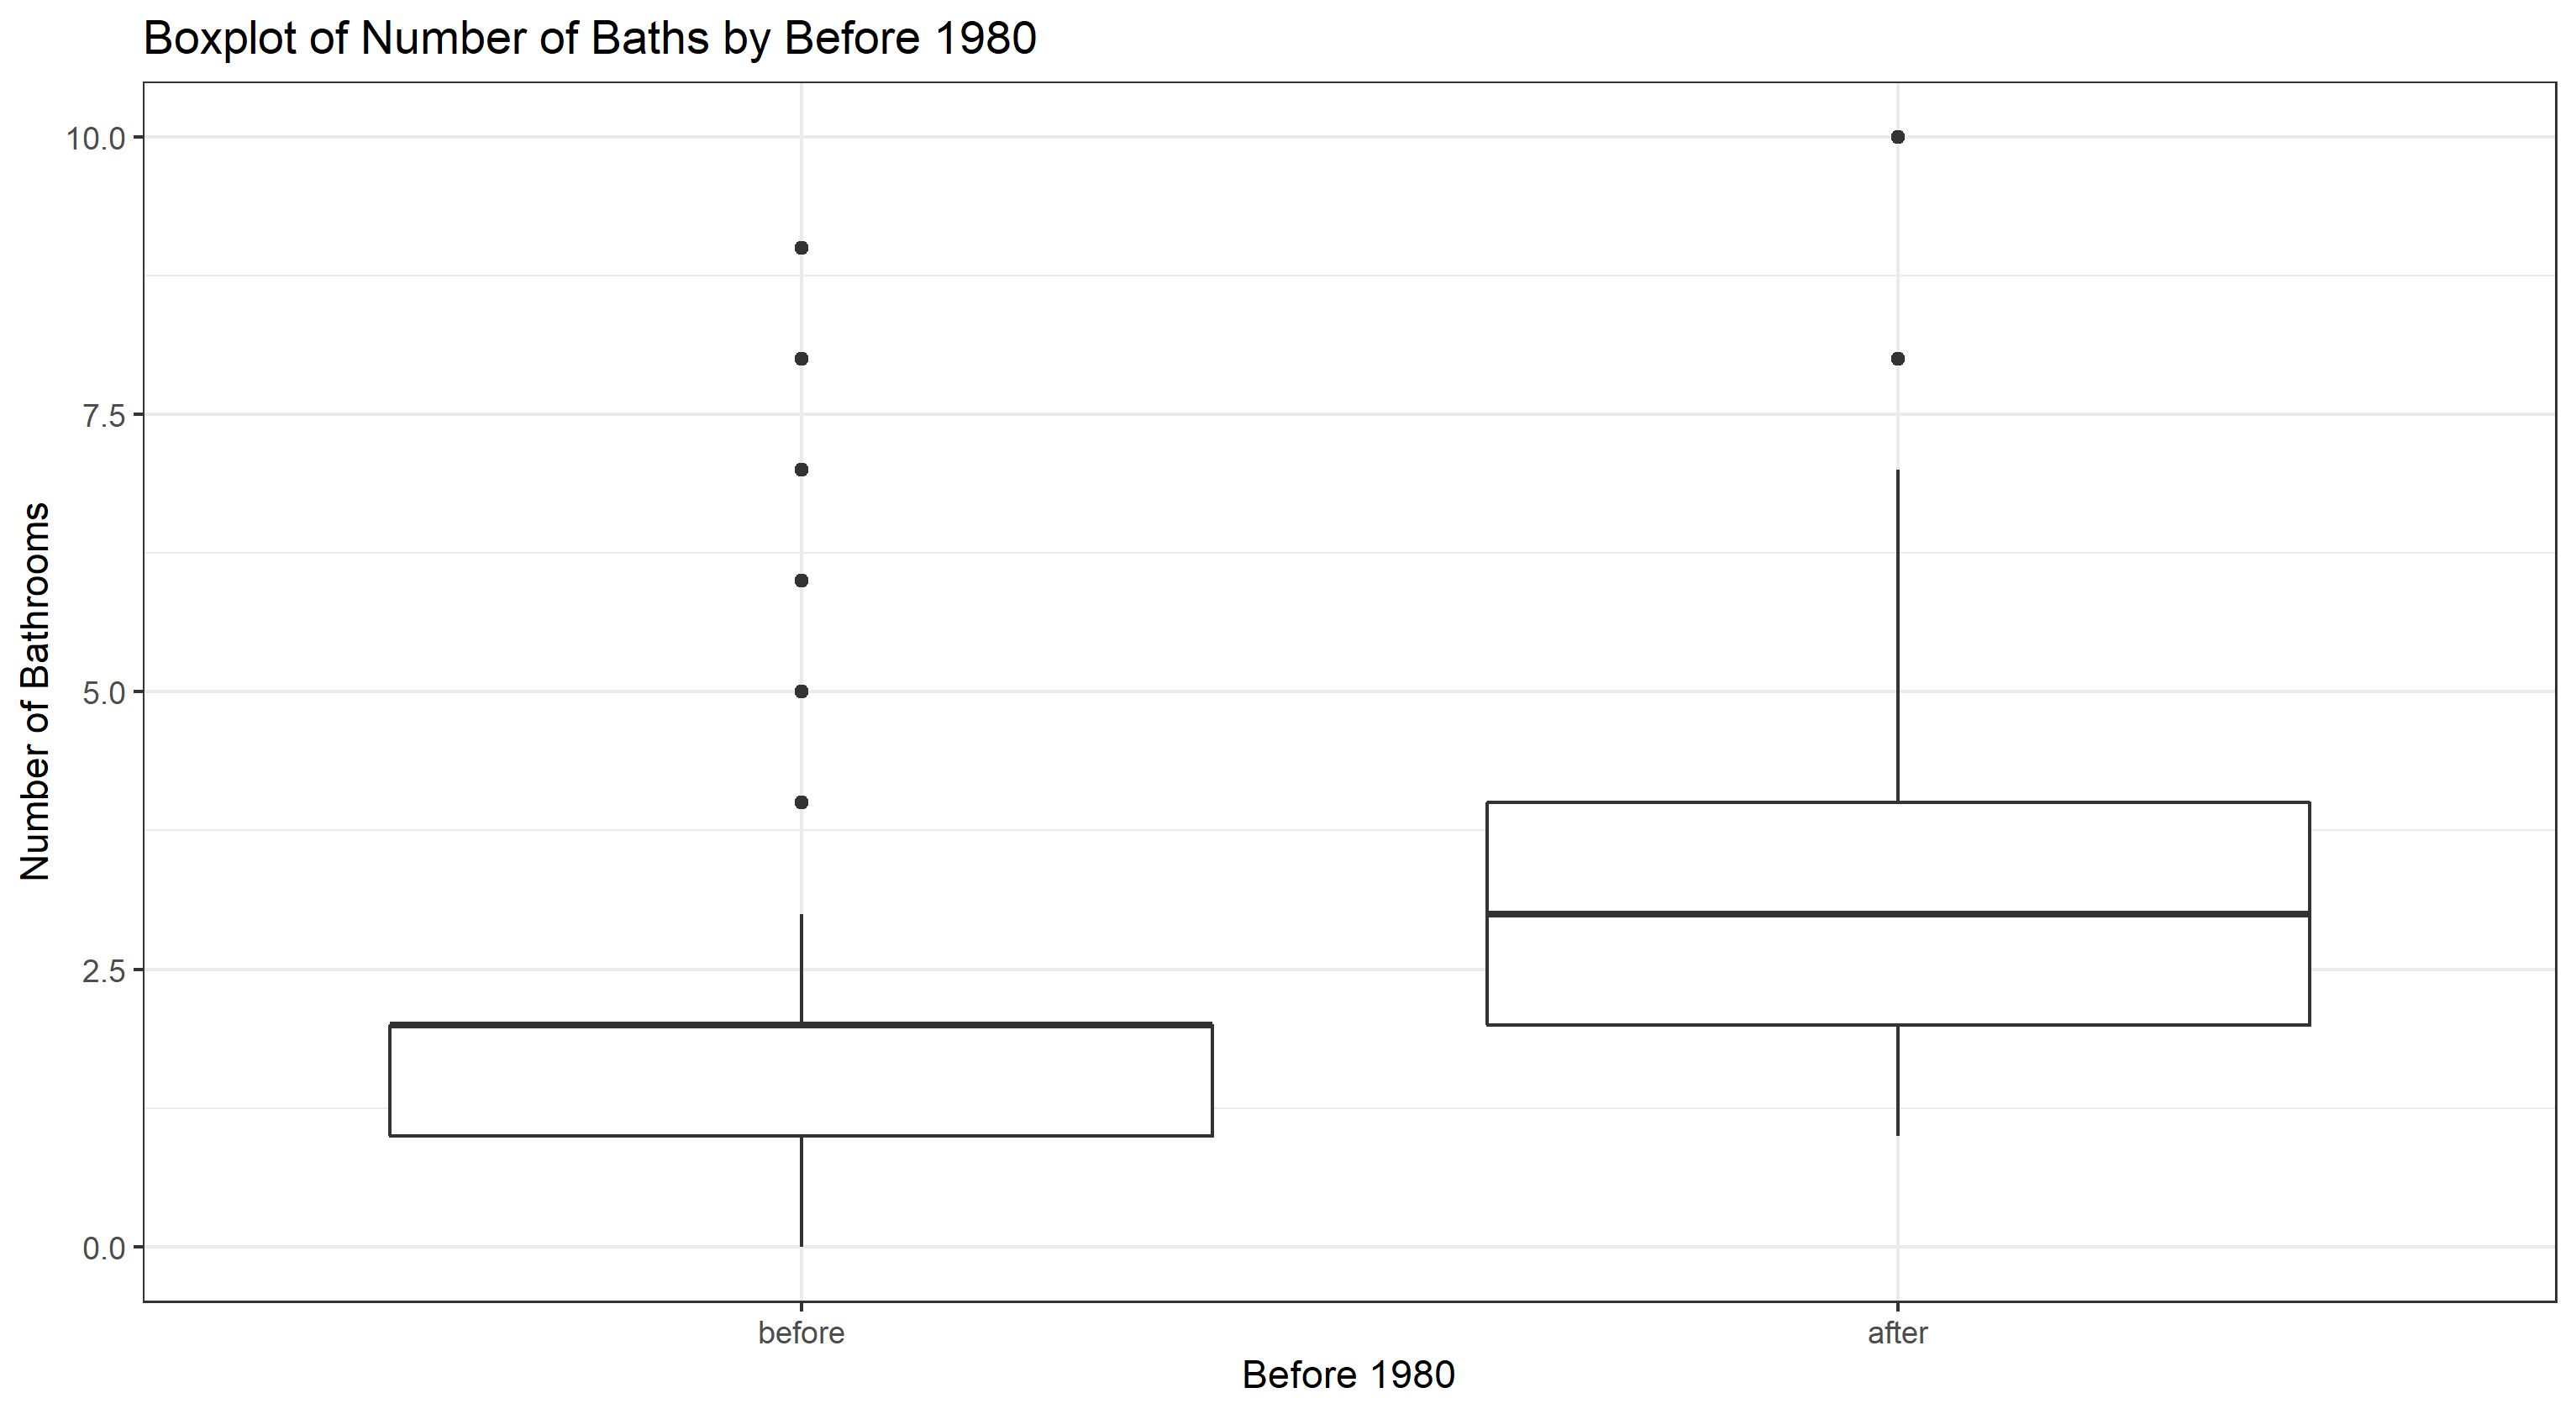 Boxplot of Number of Baths by Before 1980
Number of Bathrooms
10.0
7.5
5.0
2.5
0.0
before
after
Before 1980